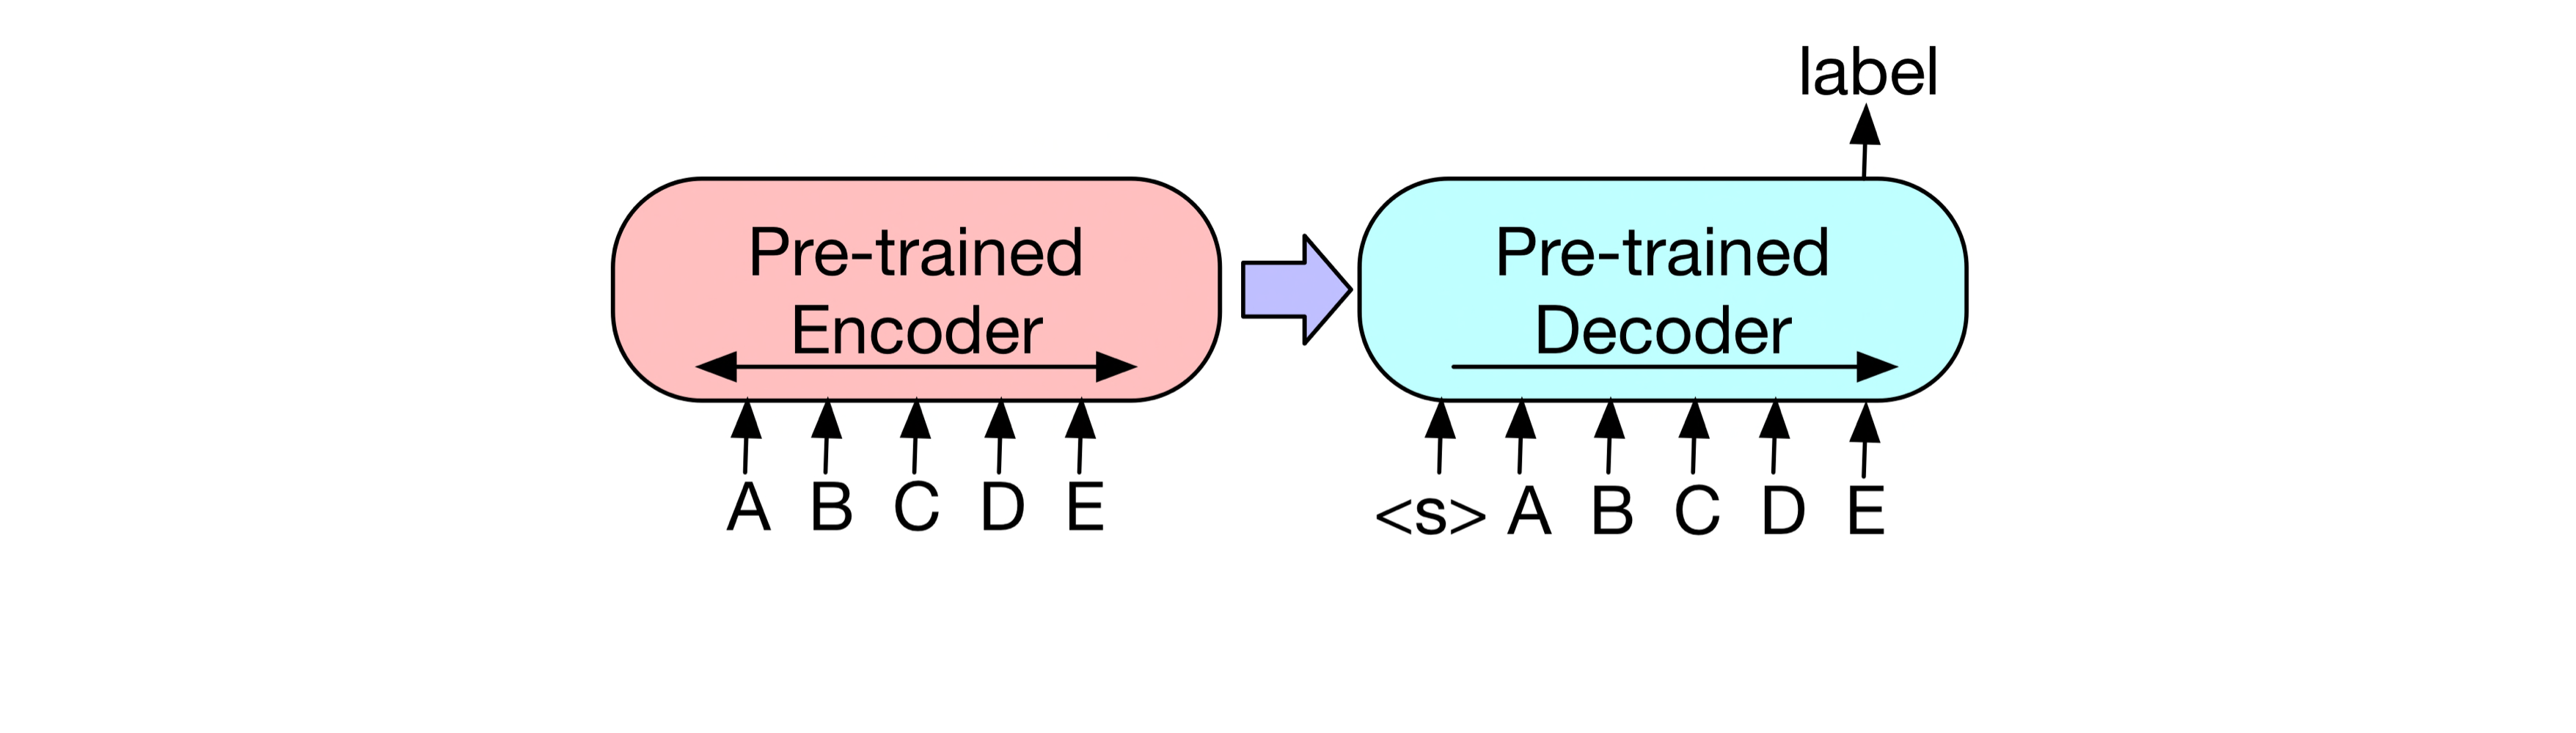 label
Pre-trained
Encoder
Pre-trained
Decoder
A B C D E
<s> A B C D E